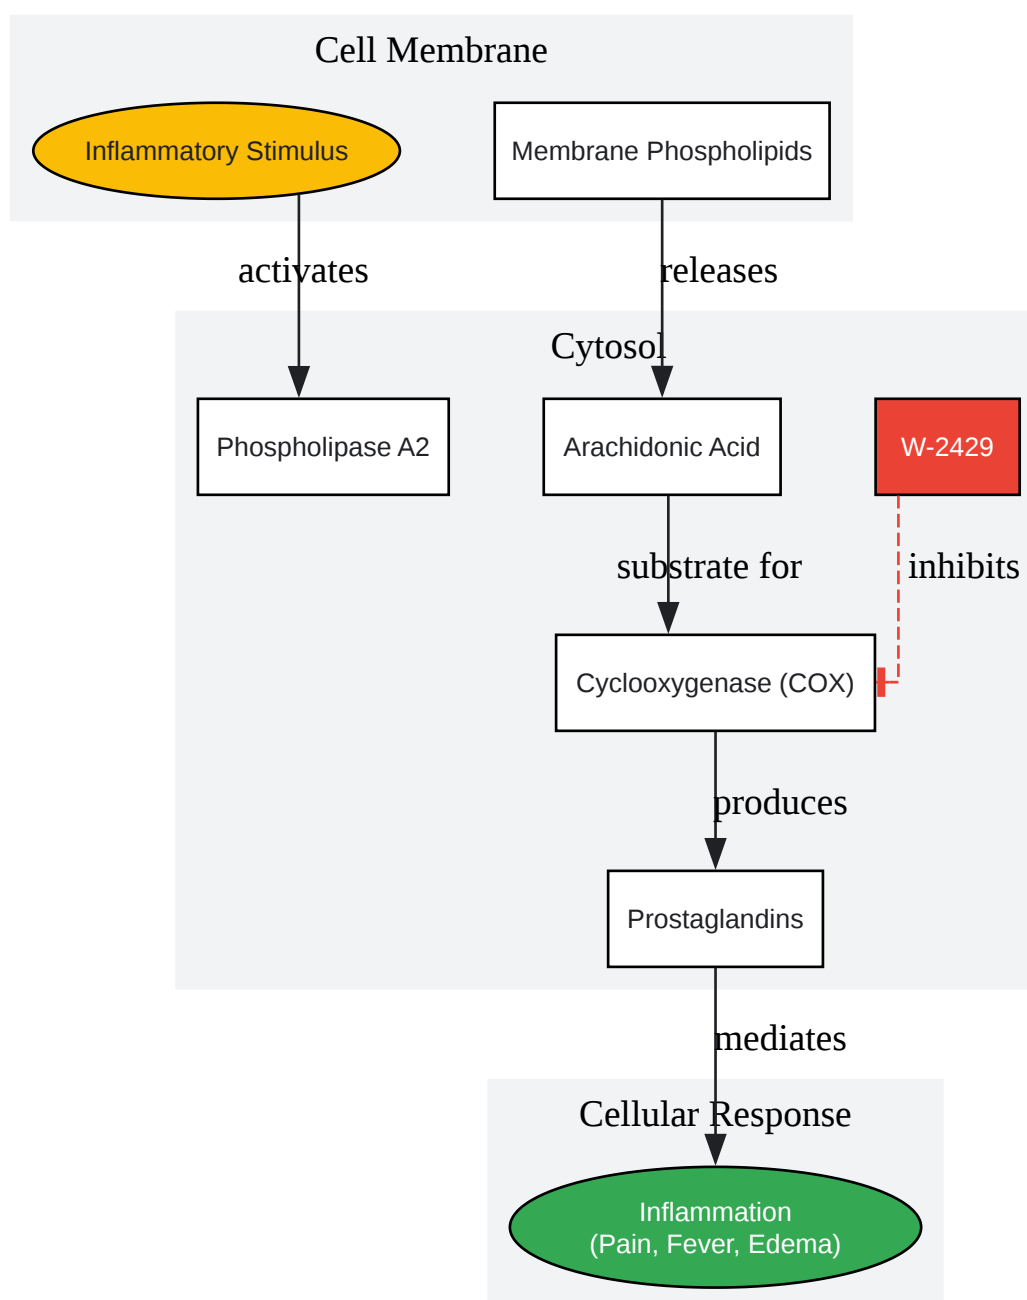 Cell Membrane
Inflammatory Stimulus
Membrane Phospholipids
activates
releases
Cytosol
Phospholipase A2
Arachidonic Acid
W-2429
substrate for
inhibits
Cyclooxygenase (COX)
produces
Prostaglandins
mediates
Cellular Response
Inflammation
(Pain, Fever, Edema)